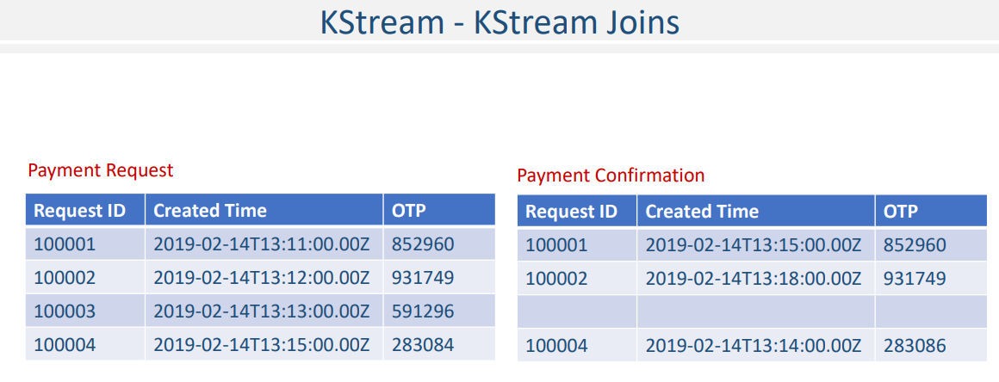 KStream - KStream Joins
Payment Request
Request ID Created Time OTP
100001 2019-02-14T13:11:00.00Z 852960
100002 2019-02-14T13:12:00.00Z 931749
100003 2019-02-14T13:13:00.00Z 591296
100004 2019-02-14T13:15:00.00Z 283084
Payment Confirmation
Request ID Created Time OTP
100001 2019-02-14T13:15:00.00Z 852960
100002 2019-02-14T13:18:00.00Z 931749
100004 2019-02-14T13:14:00.00Z 283086